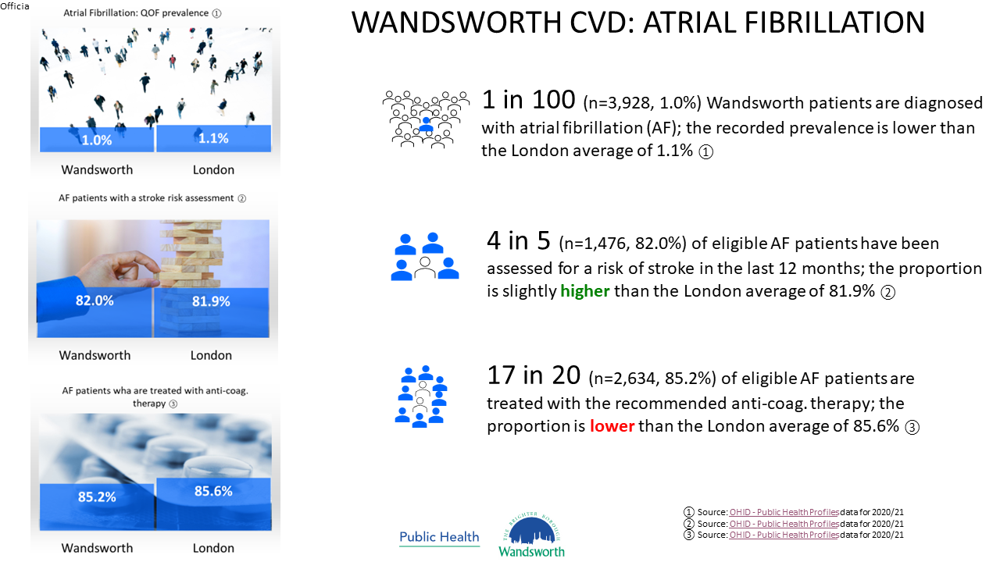 Officia
Atrial Fibrillation: QOF prevalence ①
1.0%
1.1%
Wandsworth
London
AF patients with a stroke risk assessment ②
82.0%
81.9%
Wandsworth
London
AF patients wha are treated with anti-coag.
therapy ③
85.2%
85.6%
Wandsworth
London
WANDSWORTH CVD: ATRIAL FIBRILLATION
1 in 100 (n=3,928, 1.0%) Wandsworth patients are diagnosed
with atrial fibrillation (AF); the recorded prevalence is lower than
the London average of 1.1% ①
4 in 5 (n=1,476, 82.0%) of eligible AF patients have been
assessed for a risk of stroke in the last 12 months; the proportion
is slightly higher than the London average of 81.9% ②
17 in 20 (n=2,634, 85.2%) of eligible AF patients are
treated with the recommended anti-coag. therapy; the
proportion is lower than the London average of 85.6% ③
Public Health
THE BRIGHTER BOROUGH
Wandsworth
① Source: OHID - Public Health Profiles data for 2020/21
② Source: OHID - Public Health Profiles data for 2020/21
③ Source: OHID - Public Health Profiles data for 2020/21